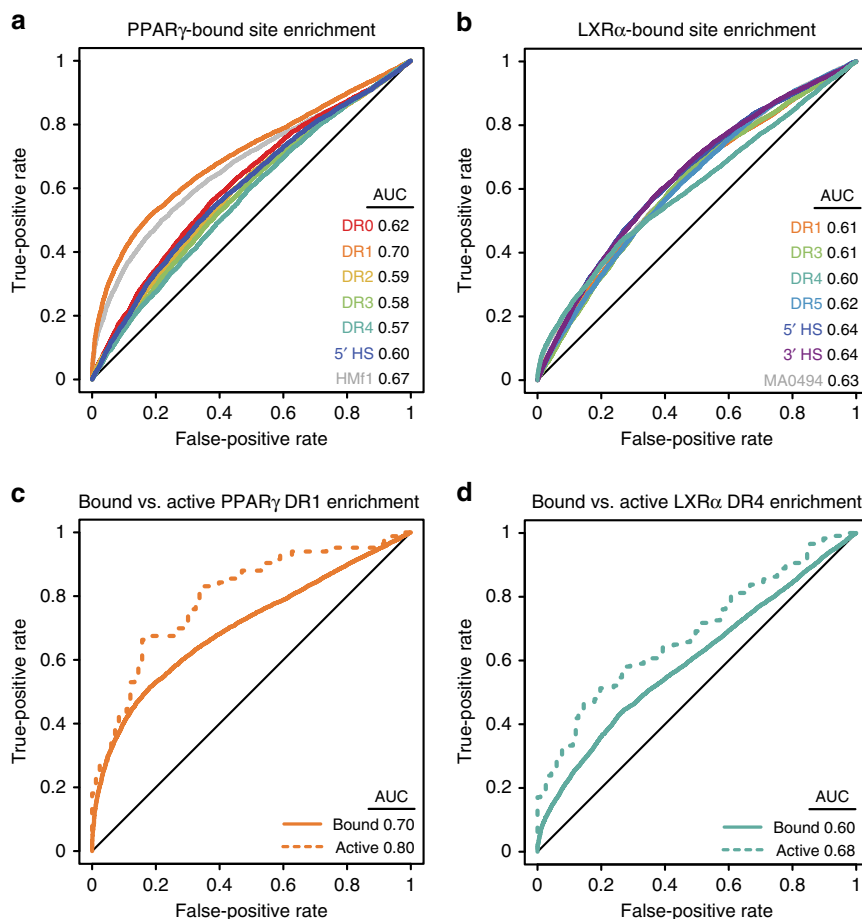 a
PPARγ-bound site enrichment
True-positive rate
1
0.8
0.6
0.4
0.2
0
AUC
DR0 0.62
DR1 0.70
DR2 0.59
DR3 0.58
DR4 0.57
5′ HS 0.60
HMf1 0.67
0 0.2 0.4 0.6 0.8 1
False-positive rate
b
LXRα-bound site enrichment
True-positive rate
1
0.8
0.6
0.4
0.2
0
AUC
DR1 0.61
DR3 0.61
DR4 0.60
DR5 0.62
5′ HS 0.64
3′ HS 0.64
MA0494 0.63
0 0.2 0.4 0.6 0.8 1
False-positive rate
c
Bound vs. active PPARγ DR1 enrichment
True-positive rate
1
0.8
0.6
0.4
0.2
0
AUC
Bound 0.70
Active 0.80
0 0.2 0.4 0.6 0.8 1
False-positive rate
d
Bound vs. active LXRα DR4 enrichment
True-positive rate
1
0.8
0.6
0.4
0.2
0
AUC
Bound 0.60
Active 0.68
0 0.2 0.4 0.6 0.8 1
False-positive rate